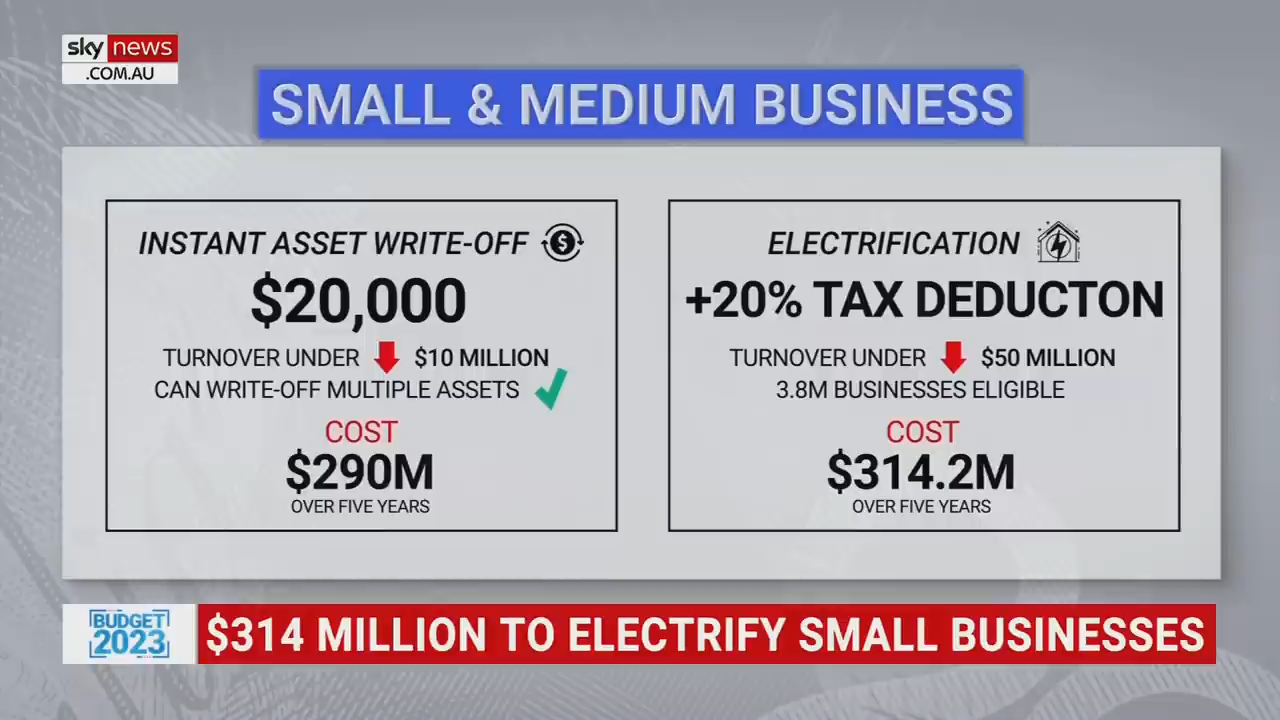 sky news
.COM.AU
SMALL & MEDIUM BUSINESS
INSTANT ASSET WRITE-OFF
$20,000
TURNOVER UNDER $10 MILLION
CAN WRITE-OFF MULTIPLE ASSETS
COST
$290M
OVER FIVE YEARS
ELECTRIFICATION
+20% TAX DEDUCTON
TURNOVER UNDER $50 MILLION
3.8M BUSINESSES ELIGIBLE
COST
$314.2M
OVER FIVE YEARS
BUDGET
2023
$314 MILLION TO ELECTRIFY SMALL BUSINESSES